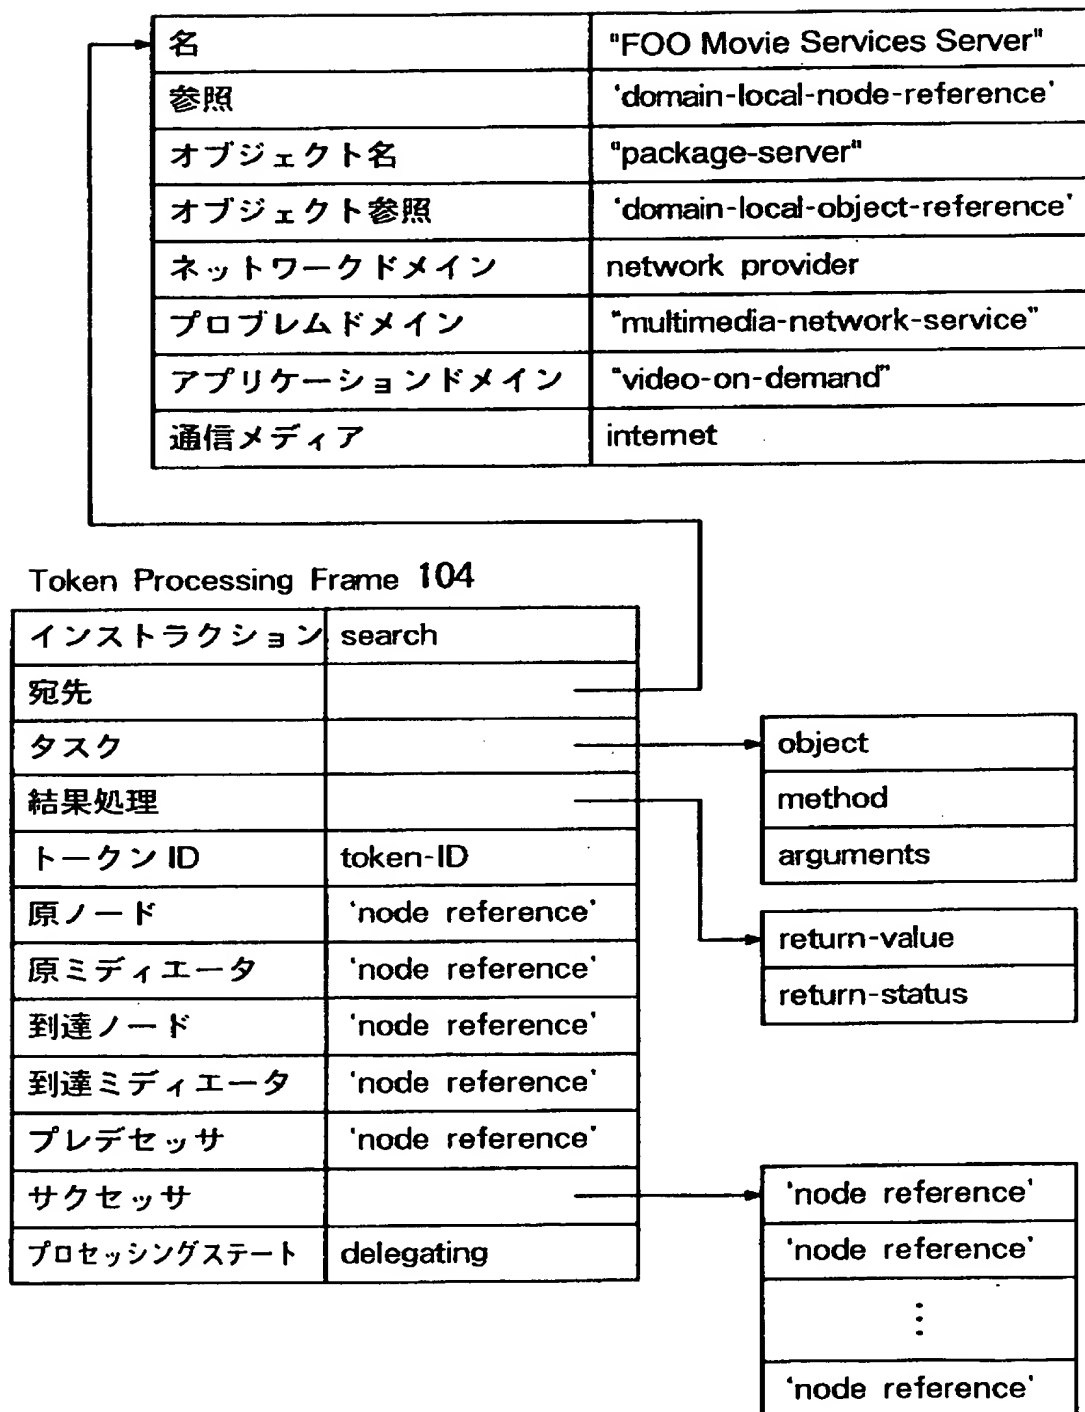 名 "FOO Movie Services Server"
参照 'domain-local-node-reference'
オブジェクト名 "package-server"
オブジェクト参照 'domain-local-object-reference'
ネットワークドメイン network provider
プロブレムドメイン "multimedia-network-service"
アプリケーションドメイン "video-on-demand"
通信メディア internet
Token Processing Frame 104
インストラクション search
宛先
タスク
結果処理
トークンID token-ID
原ノード 'node reference'
原ミディエータ 'node reference'
到達ノード 'node reference'
到達ミディエータ 'node reference'
プレデセッサ 'node reference'
サクセッサ
プロセッシングステート delegating
object
method
arguments
return-value
return-status
'node reference'
'node reference'
⋮
'node reference'